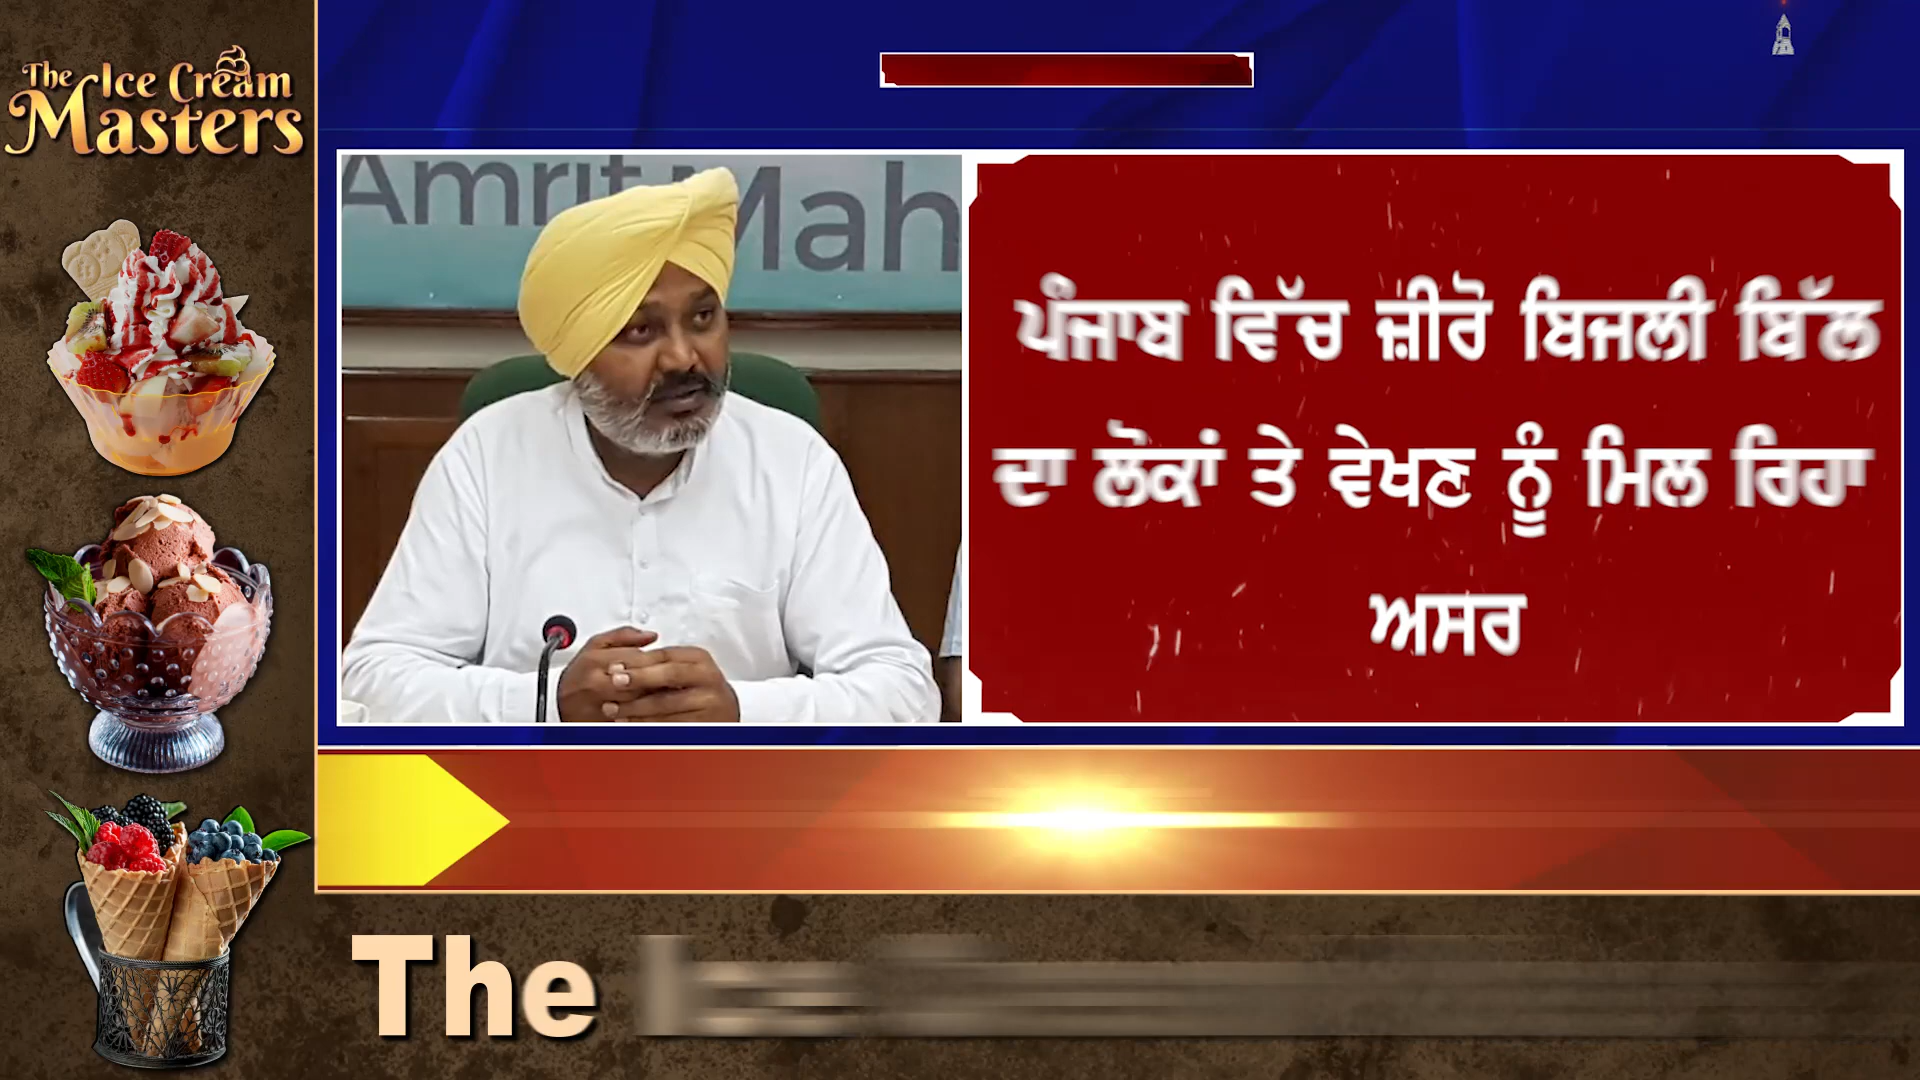 The Ice Cream
Masters
Amrit Mah
ਪੰਜਾਬ ਵਿੱਚ ਜ਼ੀਰੋ ਬਿਜਲੀ ਬਿੱਲ
ਦਾ ਲੋਕਾਂ ਤੇ ਵੇਖਣ ਨੂੰ ਮਿਲ ਰਿਹਾ
ਅਸਰ
The